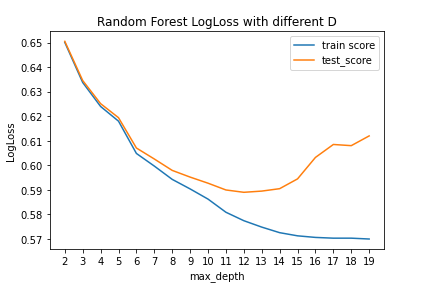 Random Forest LogLoss with different D
train score
test_score
LogLoss
0.65
0.64
0.63
0.62
0.61
0.60
0.59
0.58
0.57
2 3 4 5 6 7 8 9 10 11 12 13 14 15 16 17 18 19
max_depth